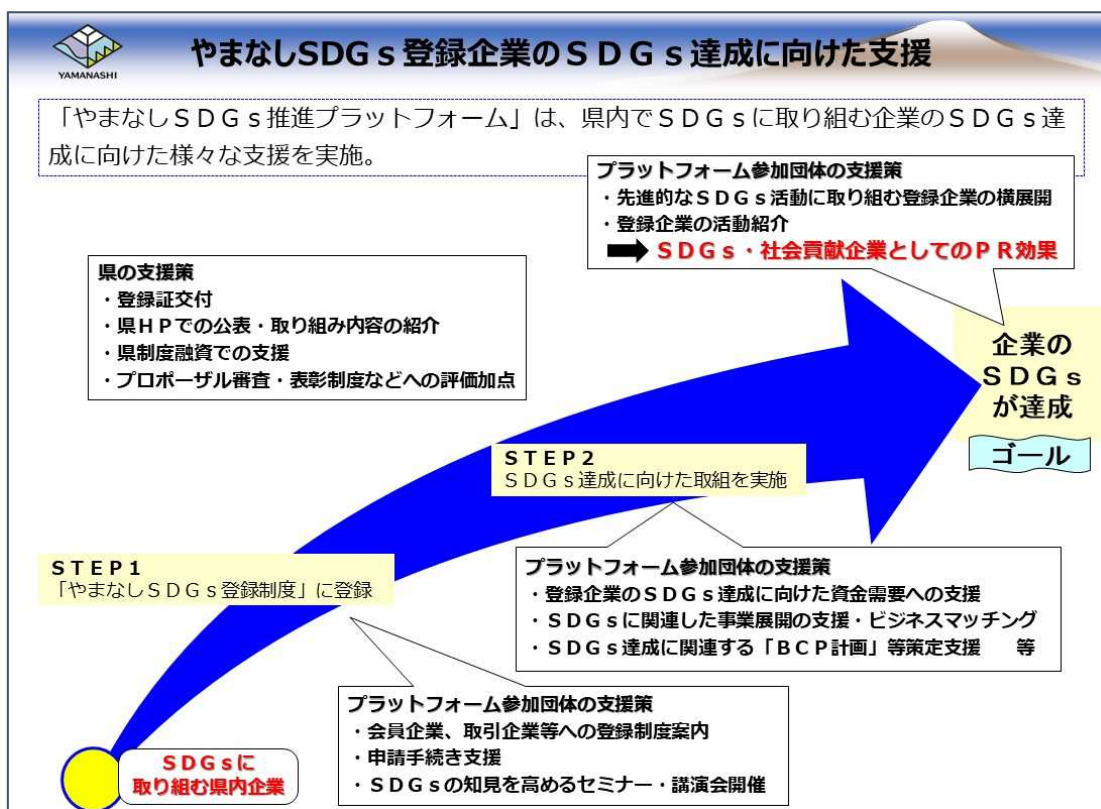 YAMANASHI
やまなしSDGs登録企業のSDGs達成に向けた支援
「やまなしSDGs推進プラットフォーム」は、県内でSDGsに取り組む企業のSDGs達
成に向けた様々な支援を実施。
プラットフォーム参加団体の支援策
・先進的なSDGs活動に取り組む登録企業の横展開
・登録企業の活動紹介
➡ SDGs・社会貢献企業としてのPR効果
県の支援策
・登録証交付
・県HPでの公表・取り組み内容の紹介
・県制度融資での支援
・プロポーザル審査・表彰制度などへの評価加点
企業の
SDGs
が達成
ゴール
STEP2
SDGs達成に向けた取組を実施
プラットフォーム参加団体の支援策
・登録企業のSDGs達成に向けた資金需要への支援
・SDGsに関連した事業展開の支援・ビジネスマッチング
・SDGs達成に関連する「BCP計画」等策定支援　等
STEP1
「やまなしSDGs登録制度」に登録
プラットフォーム参加団体の支援策
・会員企業、取引企業等への登録制度案内
・申請手続き支援
・SDGsの知見を高めるセミナー・講演会開催
SDGsに
取り組む県内企業